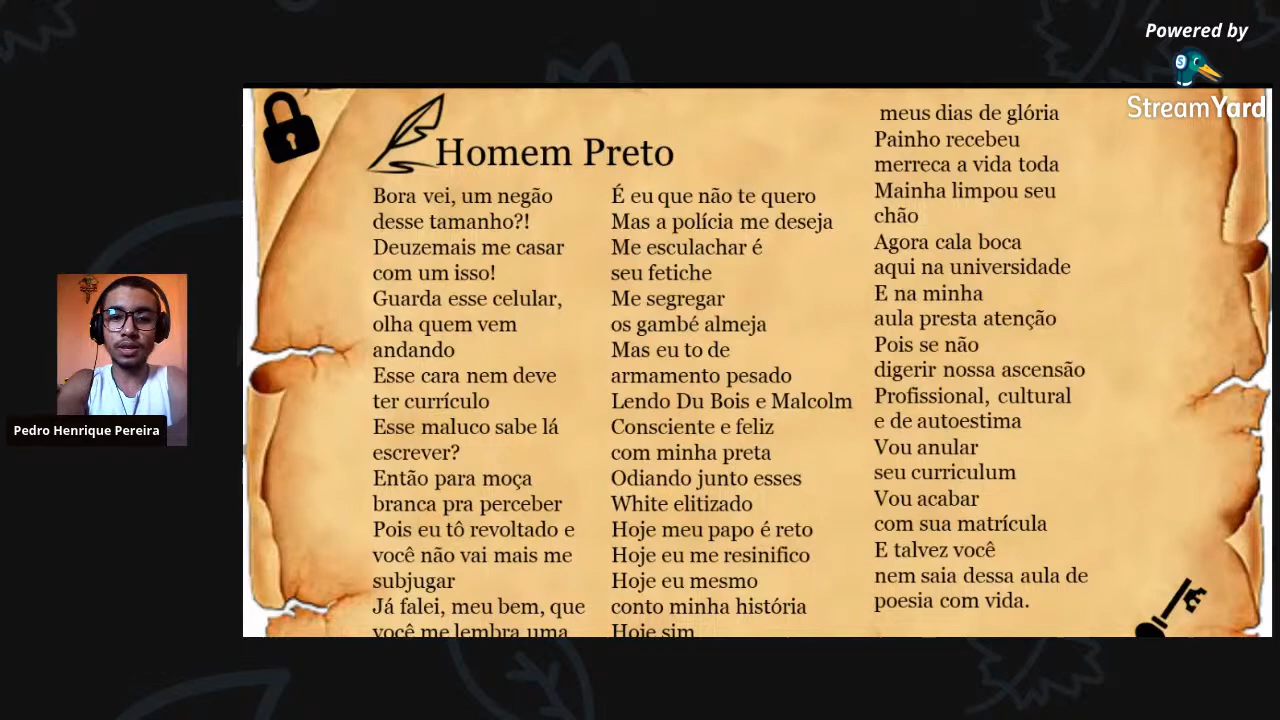 Powered by
StreamYard
Homem Preto
Bora vei, um negão
desse tamanho?!
Deuzemais me casar
com um isso!
Guarda esse celular,
olha quem vem
andando
Esse cara nem deve
ter currículo
Esse maluco sabe lá
escrever?
Então para moça
branca pra perceber
Pois eu tô revoltado e
você não vai mais me
subjugar
Já falei, meu bem, que
você me lembra uma
É eu que não te quero
Mas a polícia me deseja
Me esculachar é
seu fetiche
Me segregar
os gambé almeja
Mas eu to de
armamento pesado
Lendo Du Bois e Malcolm
Consciente e feliz
com minha preta
Odiando junto esses
White elitizado
Hoje meu papo é reto
Hoje eu me resinifico
Hoje eu mesmo
conto minha história
Hoje sim
meus dias de glória
Painho recebeu
merreca a vida toda
Mainha limpou seu
chão
Agora cala boca
aqui na universidade
E na minha
aula presta atenção
Pois se não
digerir nossa ascensão
Profissional, cultural
e de autoestima
Vou anular
seu curriculum
Vou acabar
com sua matrícula
E talvez você
nem saia dessa aula de
poesia com vida.
Pedro Henrique Pereira